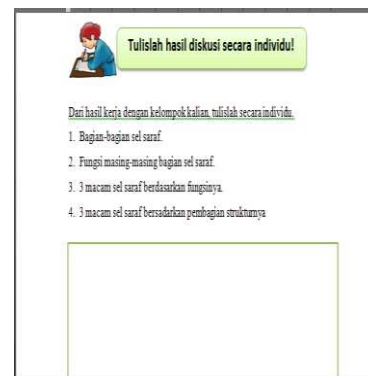 Tulislah hasil diskusi secara individu!
Dari hasil kerja dengan kelompok kalian, tulislah secara individu.
1. Bagian-bagian sel saraf.
2. Fungsi masing-masing bagian sel saraf.
3. 3 macam sel saraf berdasarkan fungsinya.
4. 3 macam sel saraf bersadarkan pembagian strukturnya